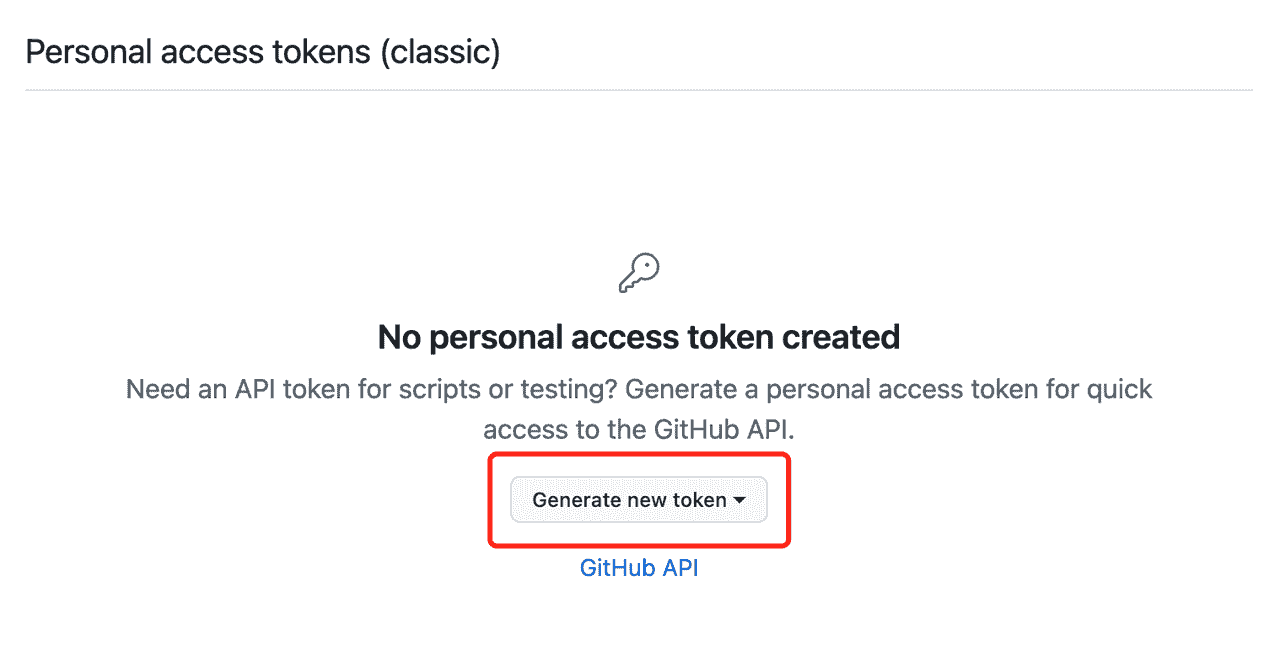 Personal access tokens (classic)
No personal access token created
Need an API token for scripts or testing? Generate a personal access token for quick
access to the GitHub API.
Generate new token
GitHub API